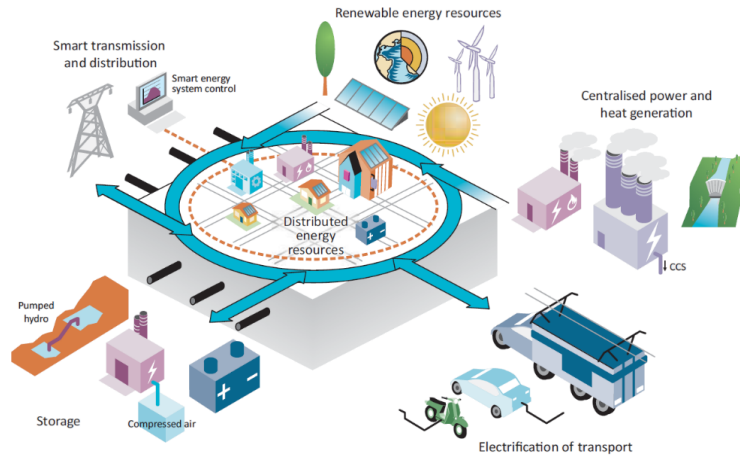 Renewable energy resources
Smart transmission
and distribution
Smart energy
system control
Centralised power and
heat generation
Distributed
energy
resources
CCS
Pumped
hydro
Storage
Compressed air
Electrification of transport